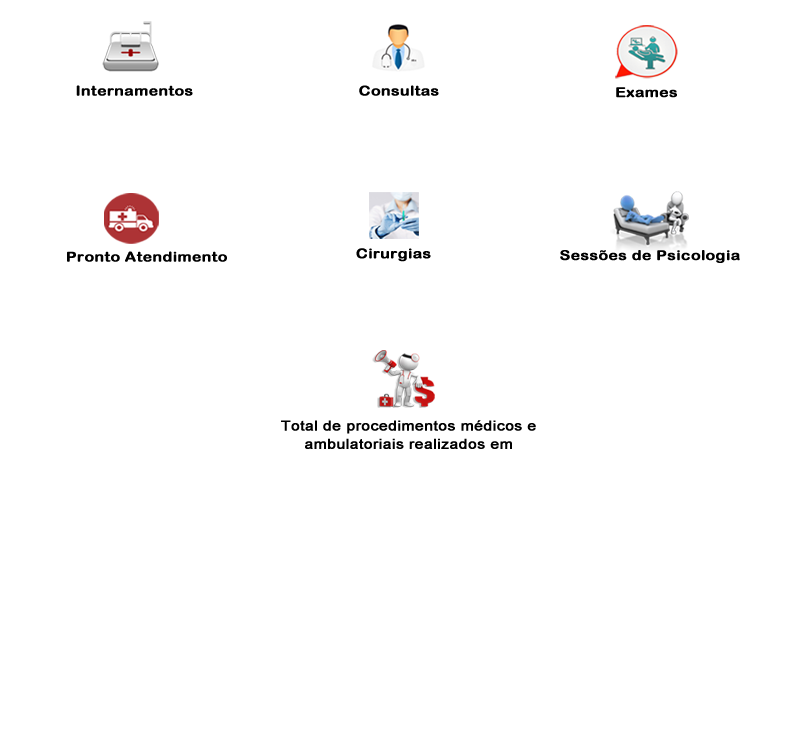 Internamentos
Consultas
Exames
Pronto Atendimento
Cirurgias
Sessões de Psicologia
Total de procedimentos médicos e
ambulatoriais realizados em